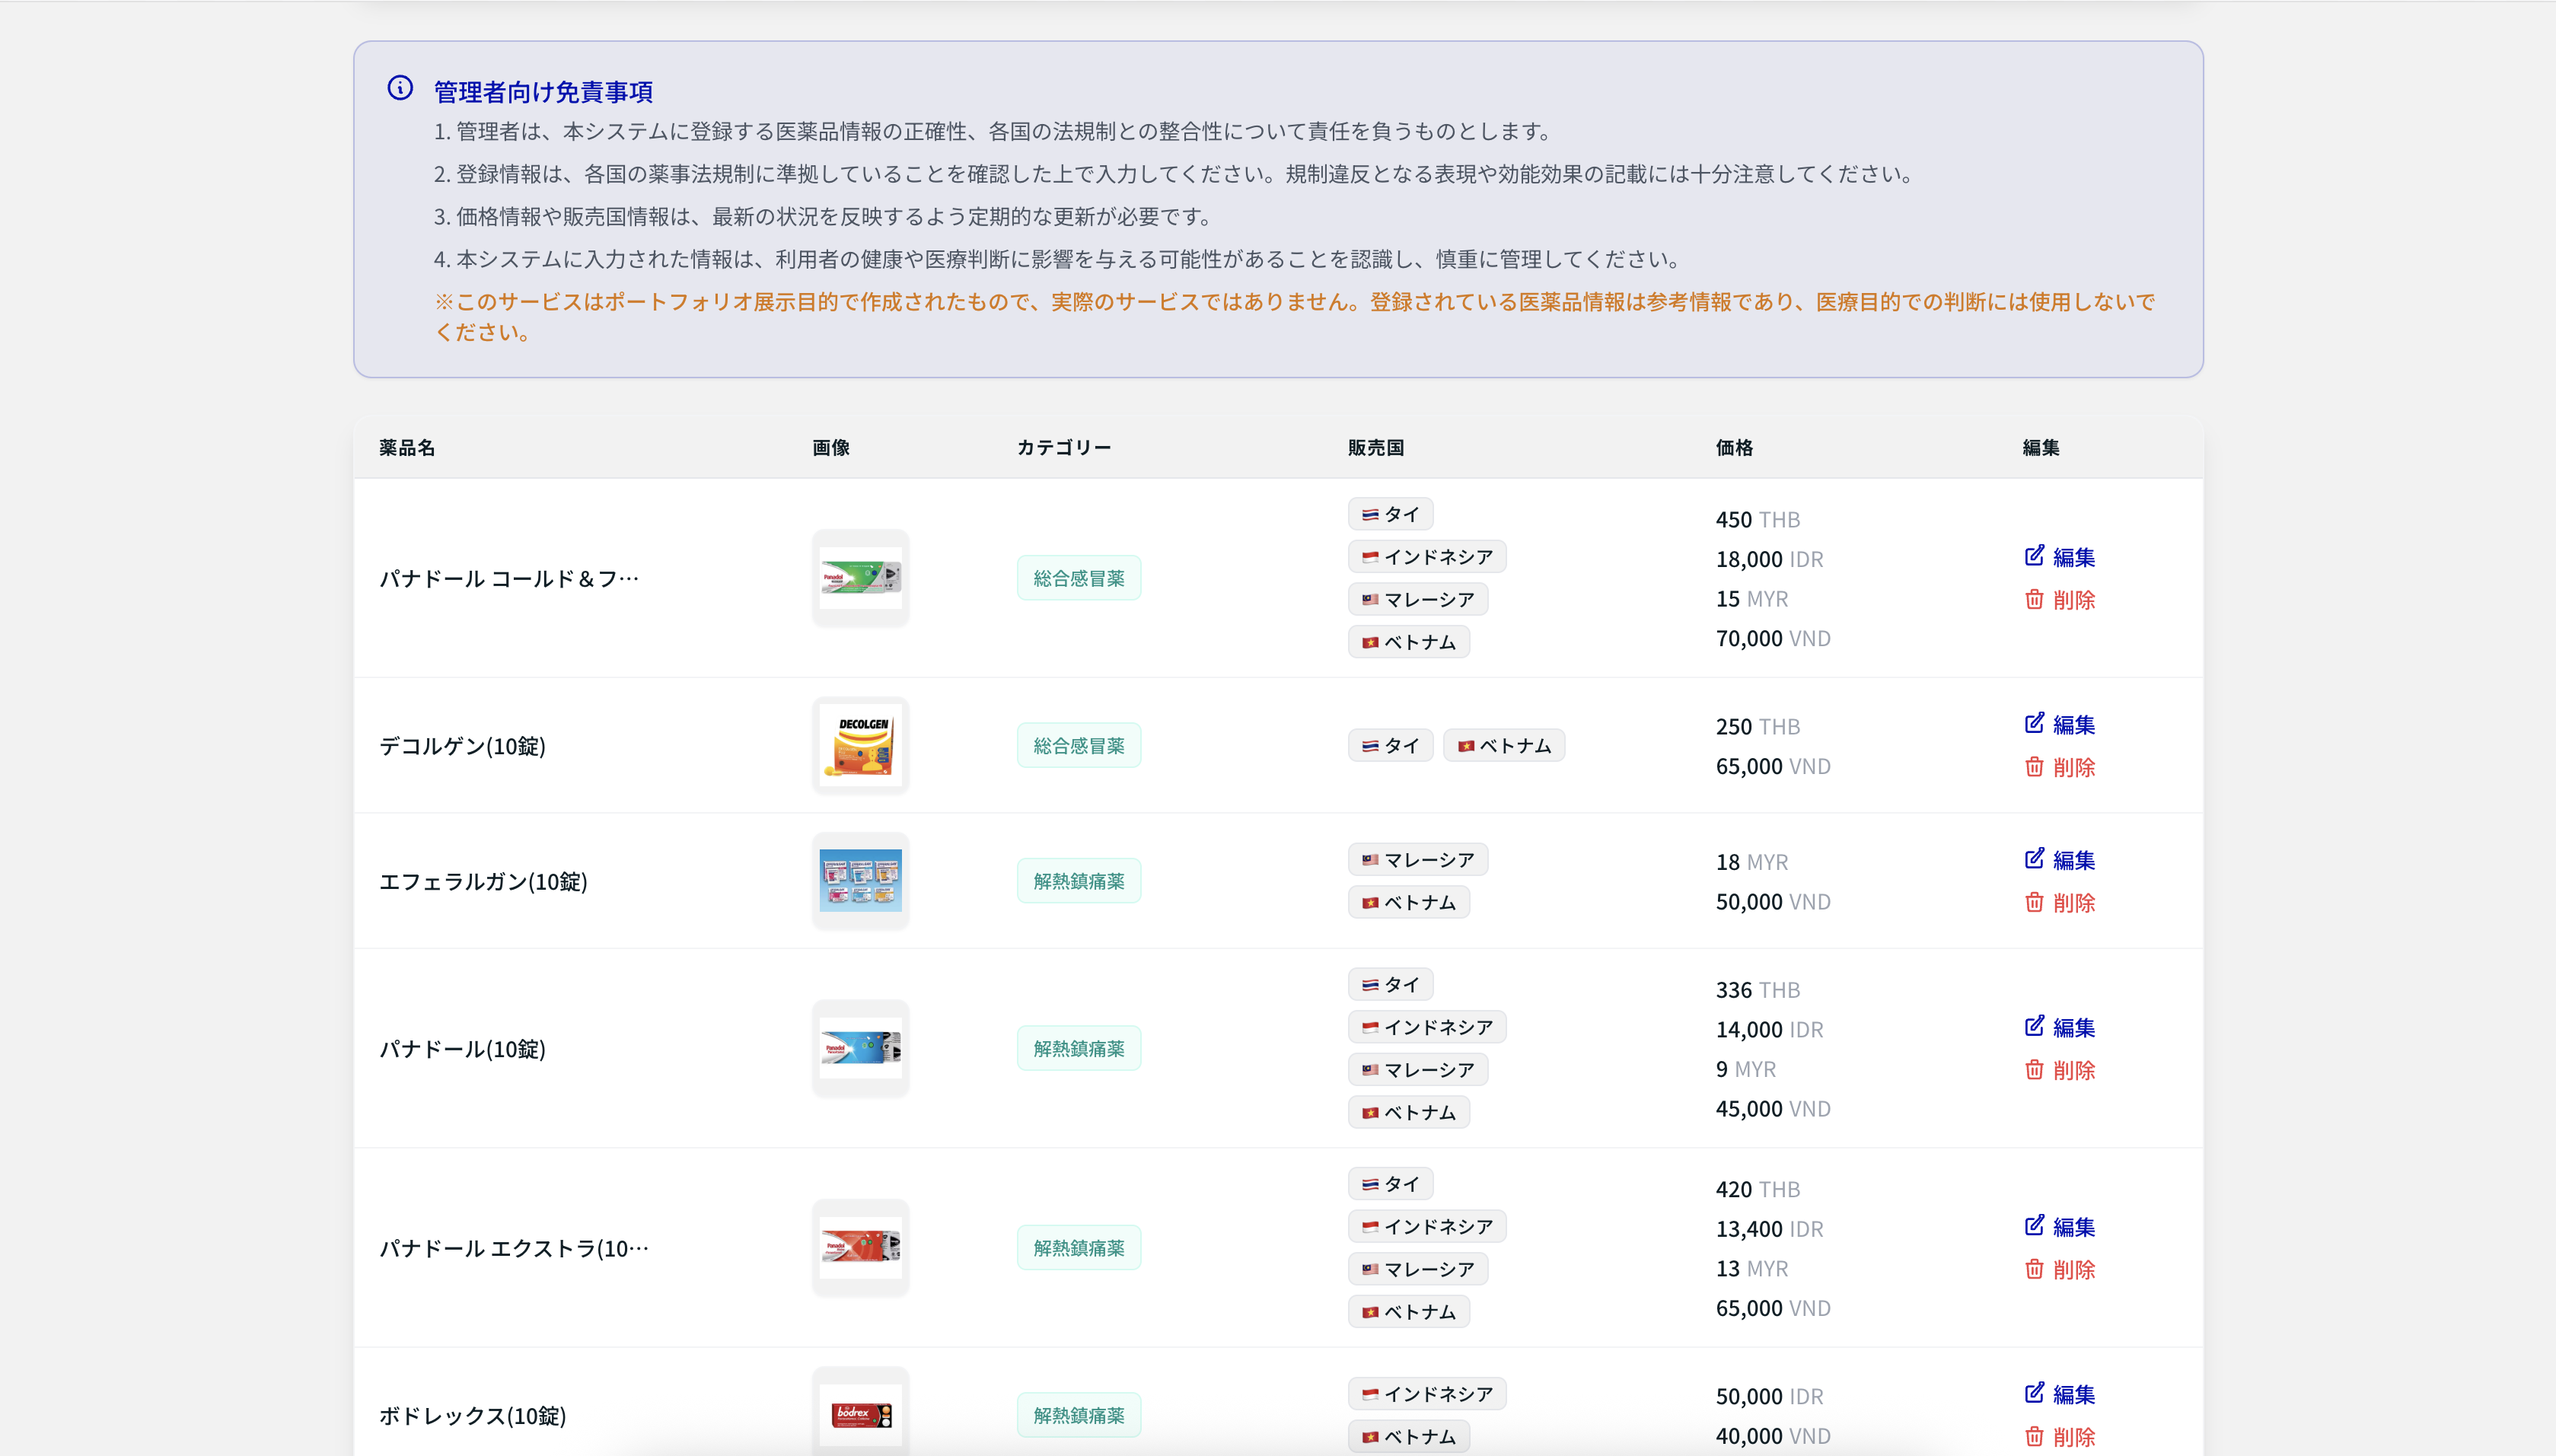 管理者向け免責事項
1. 管理者は、本システムに登録する医薬品情報の正確性、各国の法規制との整合性について責任を負うものとします。
2. 登録情報は、各国の薬事法規制に準拠していることを確認した上で入力してください。規制違反となる表現や効能効果の記載には十分注意してください。
3. 価格情報や販売国情報は、最新の状況を反映するよう定期的な更新が必要です。
4. 本システムに入力された情報は、利用者の健康や医療判断に影響を与える可能性があることを認識し、慎重に管理してください。
※このサービスはポートフォリオ展示目的で作成されたもので、実際のサービスではありません。登録されている医薬品情報は参考情報であり、医療目的での判断には使用しないで
ください。
薬品名 画像 カテゴリー 販売国 価格 編集
パナドール コールド＆フ…
Panadol
総合感冒薬
タイ
インドネシア
マレーシア
ベトナム
450 THB
18,000 IDR
15 MYR
70,000 VND
編集
削除
デコルゲン(10錠)
DECOLGEN
総合感冒薬
タイ ベトナム
250 THB
65,000 VND
編集
削除
エフェラルガン(10錠)
解熱鎮痛薬
マレーシア
ベトナム
18 MYR
50,000 VND
編集
削除
パナドール(10錠)
Panadol
解熱鎮痛薬
タイ
インドネシア
マレーシア
ベトナム
336 THB
14,000 IDR
9 MYR
45,000 VND
編集
削除
パナドール エクストラ(10…
Panadol
解熱鎮痛薬
タイ
インドネシア
マレーシア
ベトナム
420 THB
13,400 IDR
13 MYR
65,000 VND
編集
削除
ボドレックス(10錠)
bodrex
解熱鎮痛薬
インドネシア
ベトナム
50,000 IDR
40,000 VND
編集
削除